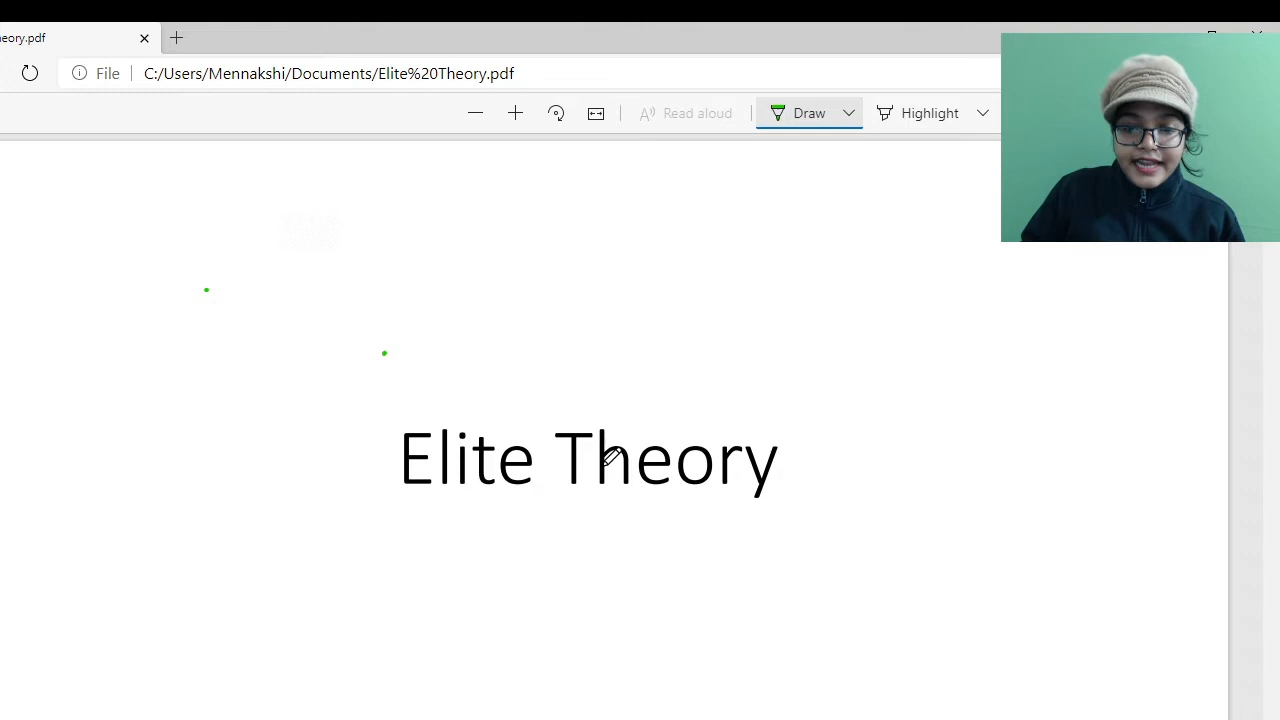 eory.pdf
File C:/Users/Mennakshi/Documents/Elite%20Theory.pdf
Read aloud Draw Highlight
Elite Theory